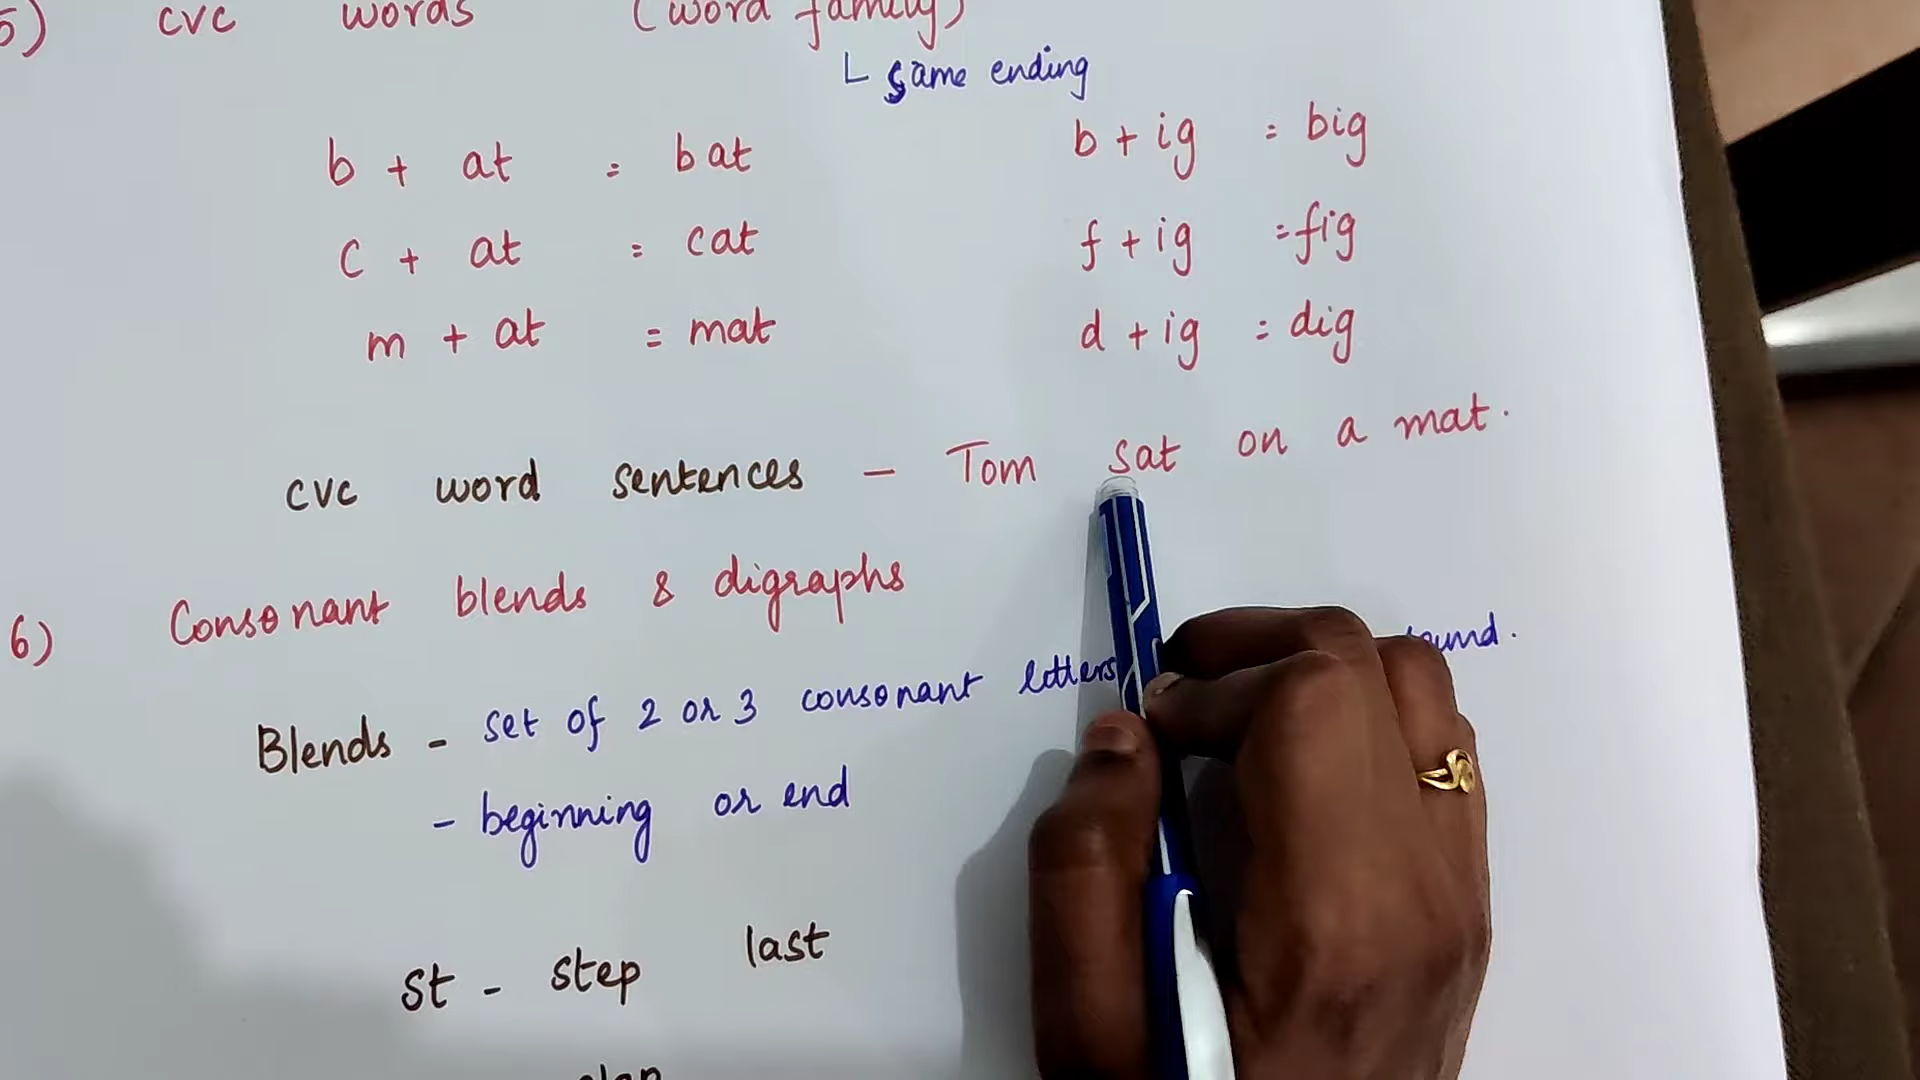 5) cvc words (word family)
└ same ending
b + at = bat b + ig = big
c + at = cat f + ig = fig
m + at = mat d + ig = dig
cvc word sentences - Tom sat on a mat.
6) Consonant blends & digraphs
Blends - set of 2 or 3 consonant letters
- beginning or end
st - step last